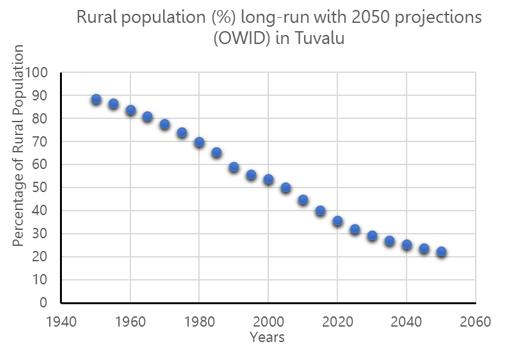 Rural population (%) long-run with 2050 projections
(OWID) in Tuvalu
Percentage of Rural Population
100
90
80
70
60
50
40
30
20
10
0
1940 1960 1980 2000 2020 2040 2060
Years